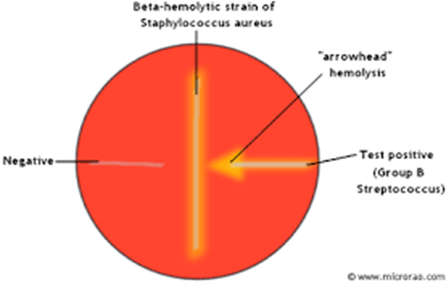 Beta-hemolytic strain of
Staphylococcus aureus
"arrowhead"
hemolysis
Negative
Test positive
(Group B
Streptococcus)
© www.microrao.com